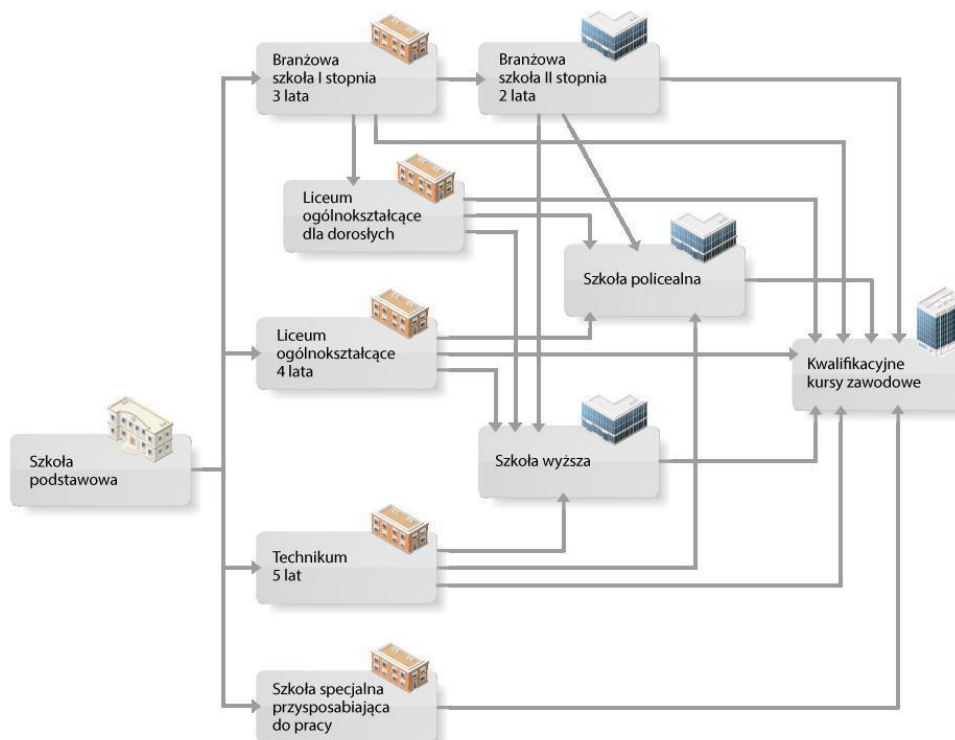 Branżowa
szkoła I stopnia
3 lata
Branżowa
szkoła II stopnia
2 lata
Liceum
ogólnokształcące
dla dorosłych
Szkoła policealna
Liceum
ogólnokształcące
4 lata
Kwalifikacyjne
kursy zawodowe
Szkoła
podstawowa
Szkoła wyższa
Technikum
5 lat
Szkoła specjalna
przysposabiająca
do pracy